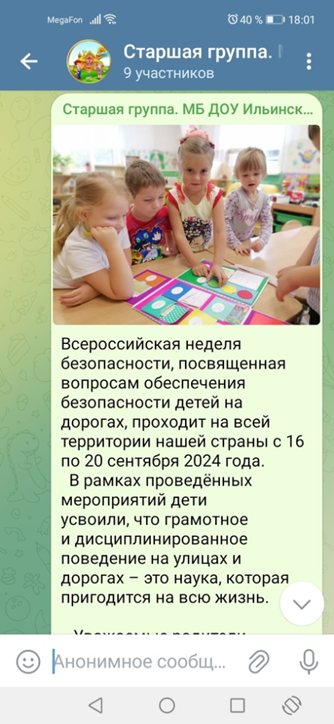 MegaFon 40 % 18:01
Старшая группа.
9 участников
Старшая группа. МБ ДОУ Ильинск...
Всероссийская неделя
безопасности, посвященная
вопросам обеспечения
безопасности детей на
дорогах, проходит на всей
территории нашей страны с 16
по 20 сентября 2024 года.
В рамках проведённых
мероприятий дети
усвоили, что грамотное
и дисциплинированное
поведение на улицах и
дорогах – это наука, которая
пригодится на всю жизнь.
Уважаемые родители
Анонимное сообщ...